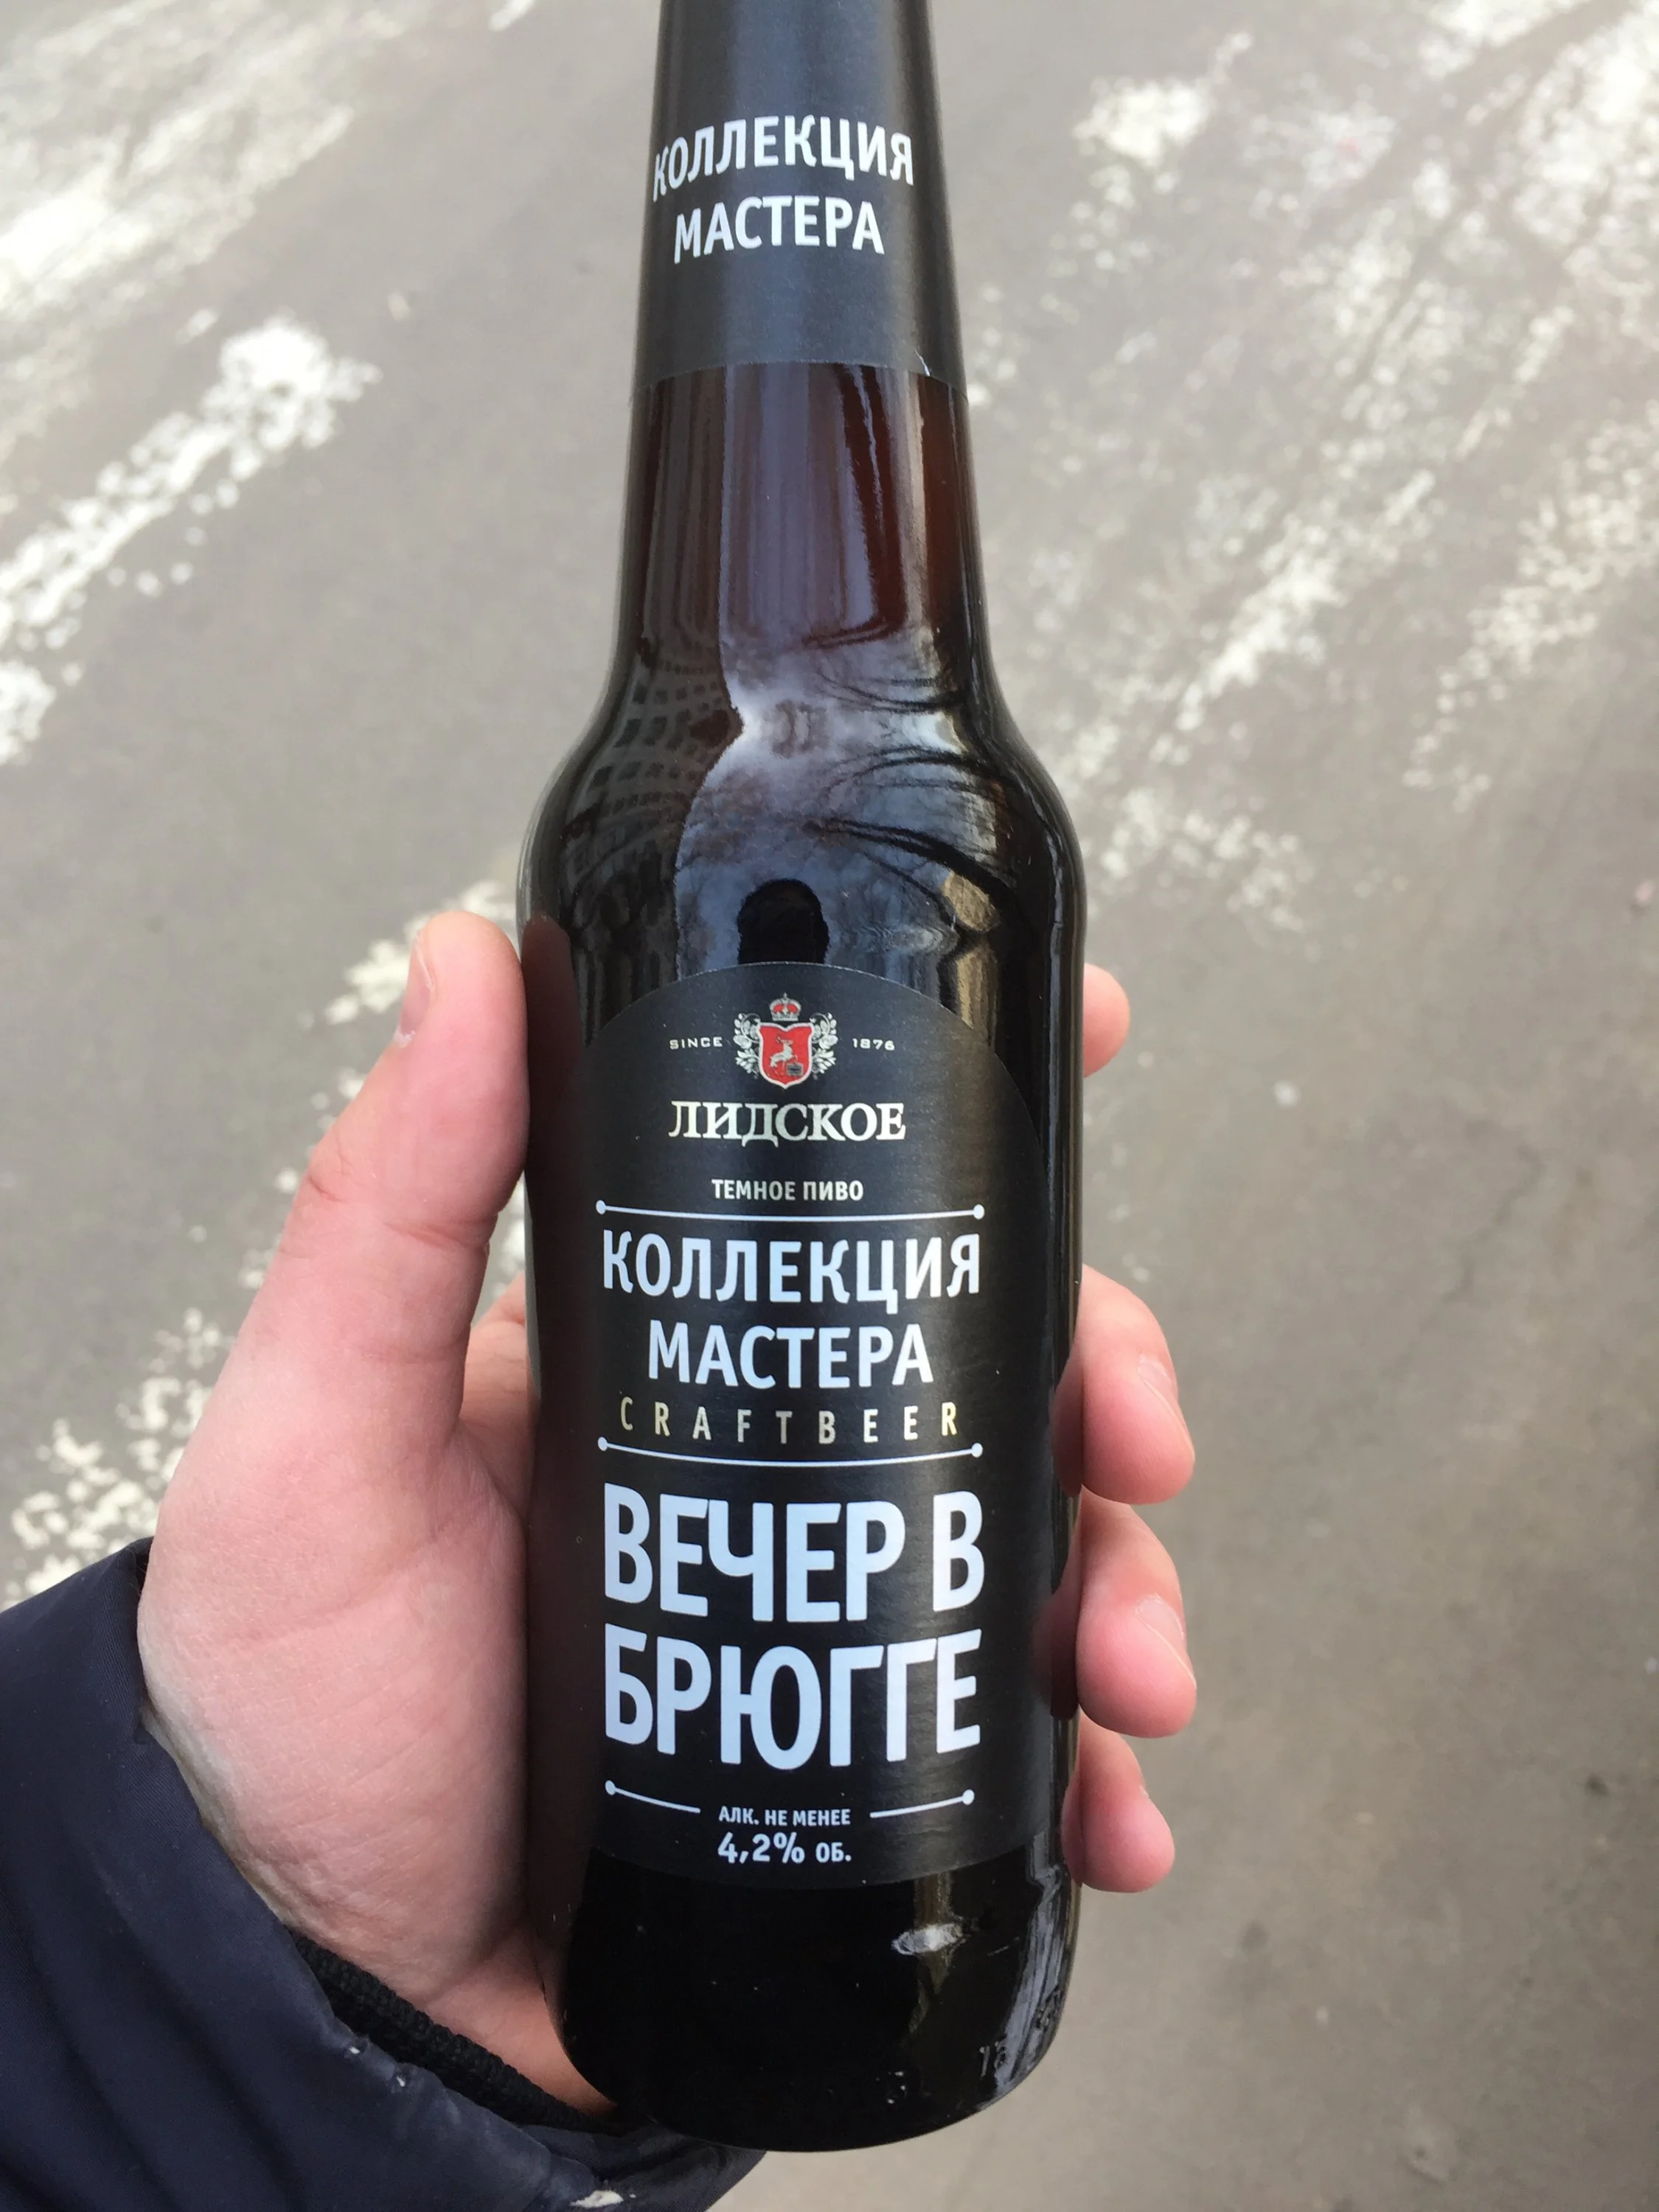 КОЛЛЕКЦИЯ
МАСТЕРА
SINCE 1876
ЛИДСКОЕ
ТЕМНОЕ ПИВО
КОЛЛЕКЦИЯ
МАСТЕРА
CRAFTBEER
ВЕЧЕР В
БРЮГГЕ
АЛК. НЕ МЕНЕЕ
4,2% ОБ.